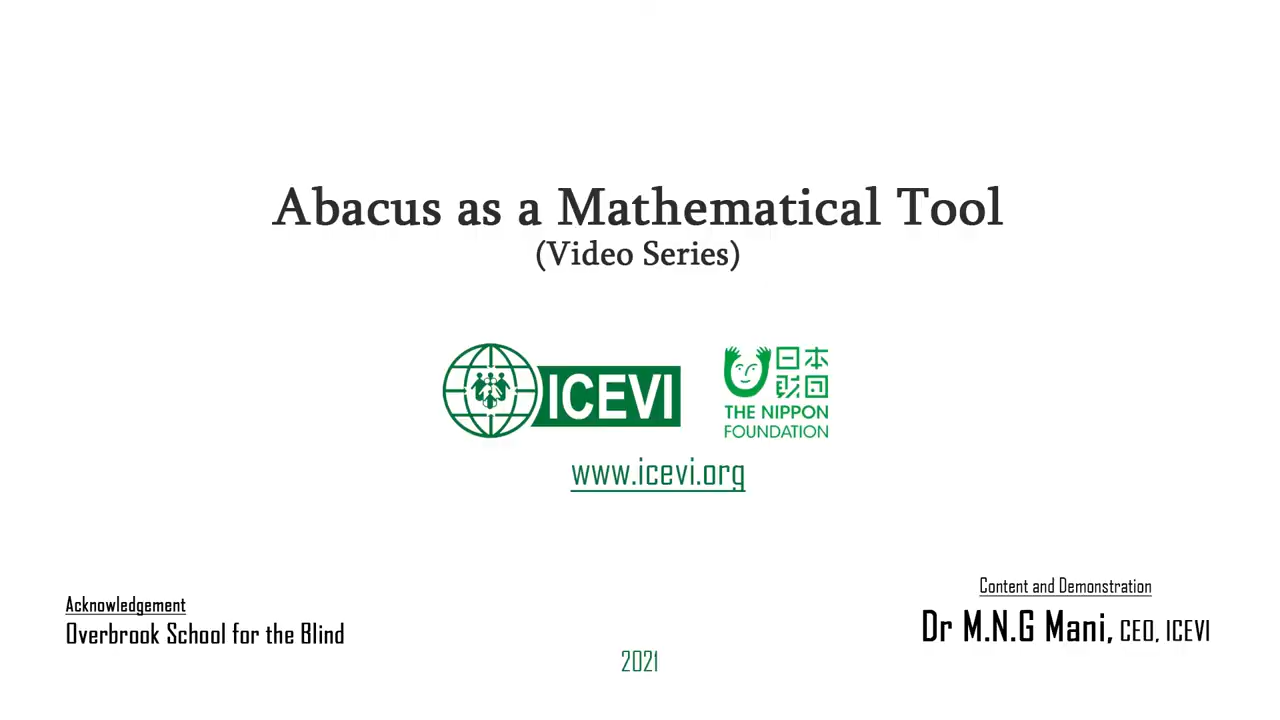 Abacus as a Mathematical Tool
(Video Series)
ICEVI
日本
財団
THE NIPPON
FOUNDATION
www.icevi.org
Acknowledgement
Overbrook School for the Blind
Content and Demonstration
Dr M.N.G Mani, CEO, ICEVI
2021